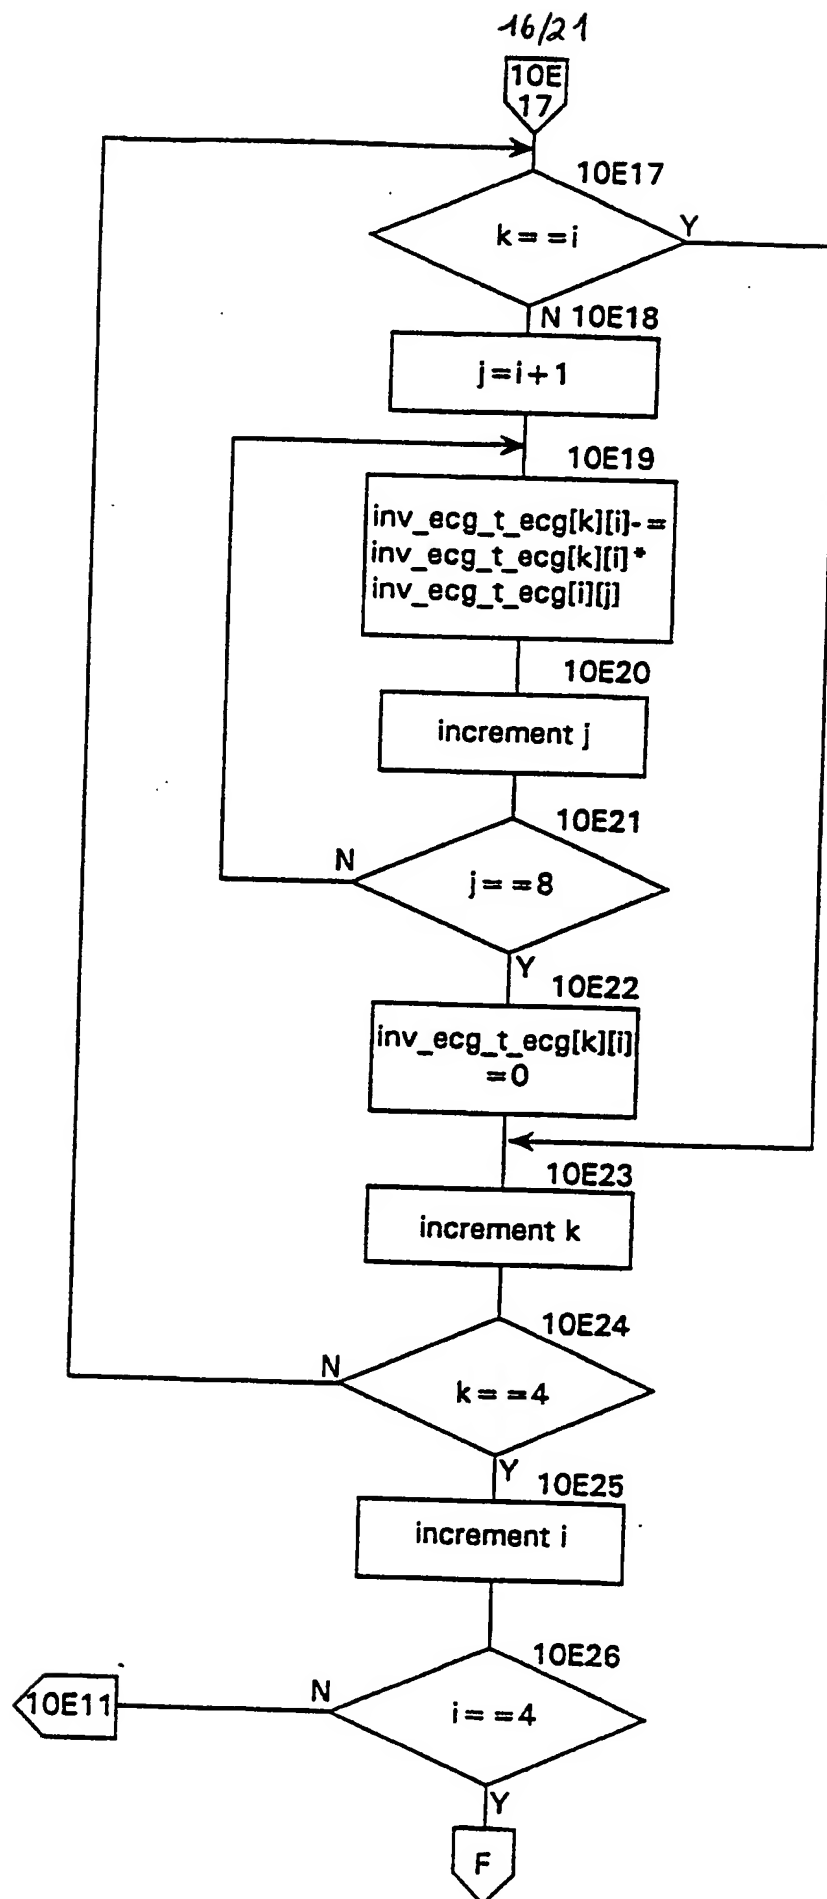 16/21
10E
17
10E17
k==i
Y
N 10E18
j=i+1
10E19
inv_ecg_t_ecg[k][i]-=
inv_ecg_t_ecg[k][i]*
inv_ecg_t_ecg[i][j]
10E20
increment j
10E21
N
j==8
Y
10E22
inv_ecg_t_ecg[k][i]
=0
10E23
increment k
10E24
N
k==4
Y
10E25
increment i
10E26
10E11
N
i==4
Y
F